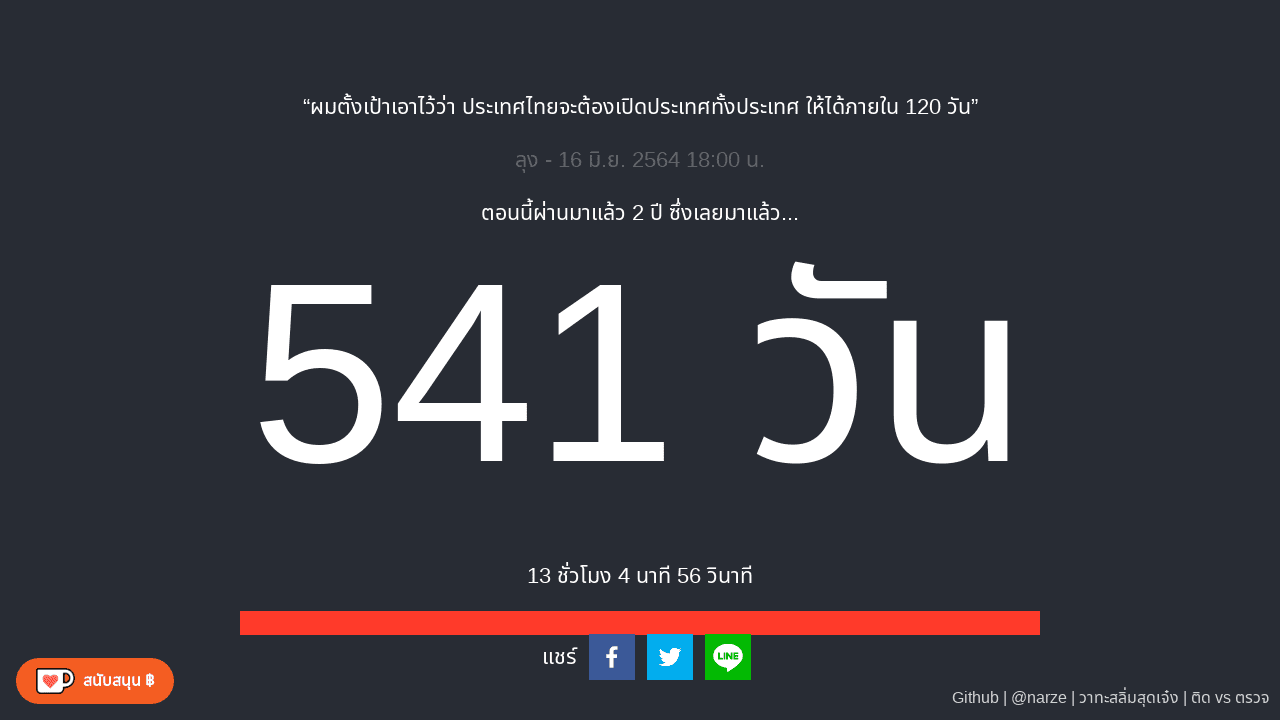 “ผมตั้งเป้าเอาไว้ว่า ประเทศไทยจะต้องเปิดประเทศทั้งประเทศ ให้ได้ภายใน 120 วัน”
ลุง - 16 มิ.ย. 2564 18:00 น.
ตอนนี้ผ่านมาแล้ว 2 ปี ซึ่งเลยมาแล้ว...
541 วัน
13 ชั่วโมง 4 นาที 56 วินาที
แชร์
LINE
สนับสนุน ฿
Github | @narze | วาทะสลิ่มสุดเจ๋ง | ติด vs ตรวจ